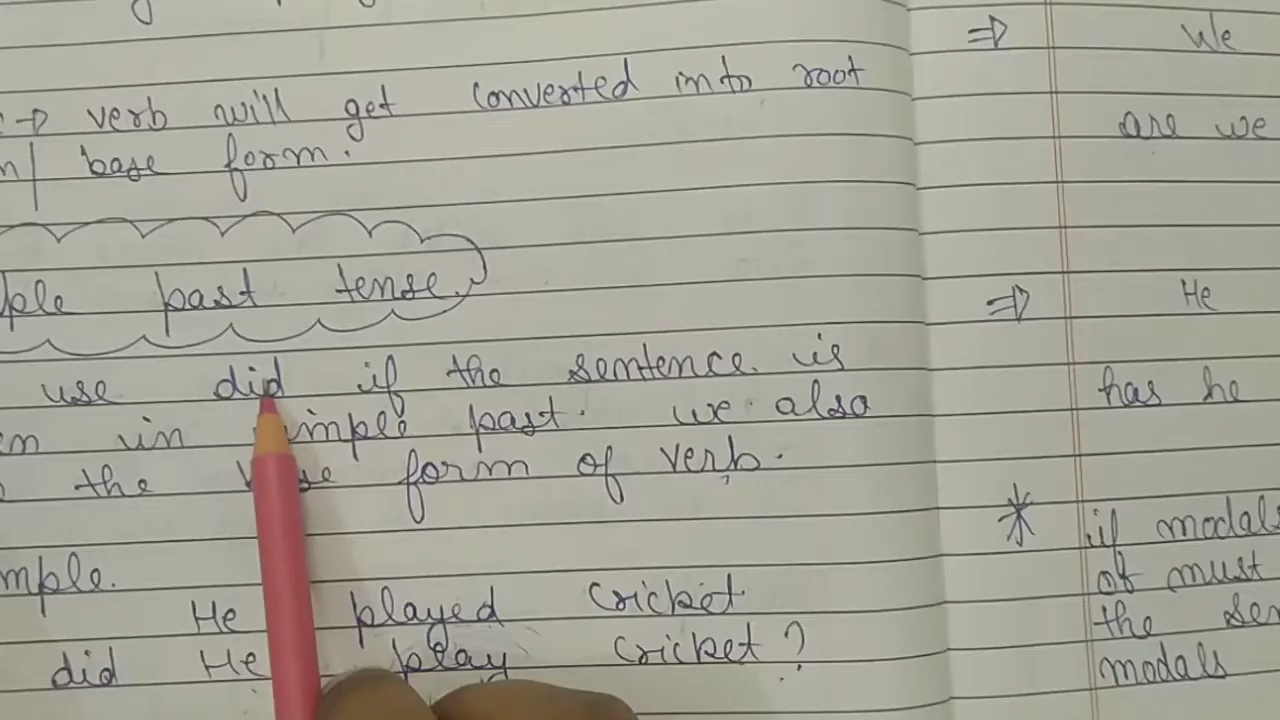 verb will get converted into root
base form.
past tense.
use did if the sentence is
in simple past. we also
the base form of verb.
He played cricket
did He play cricket?
⇒ We
are we
⇒ He
has he
* if modals
of must
the
modals